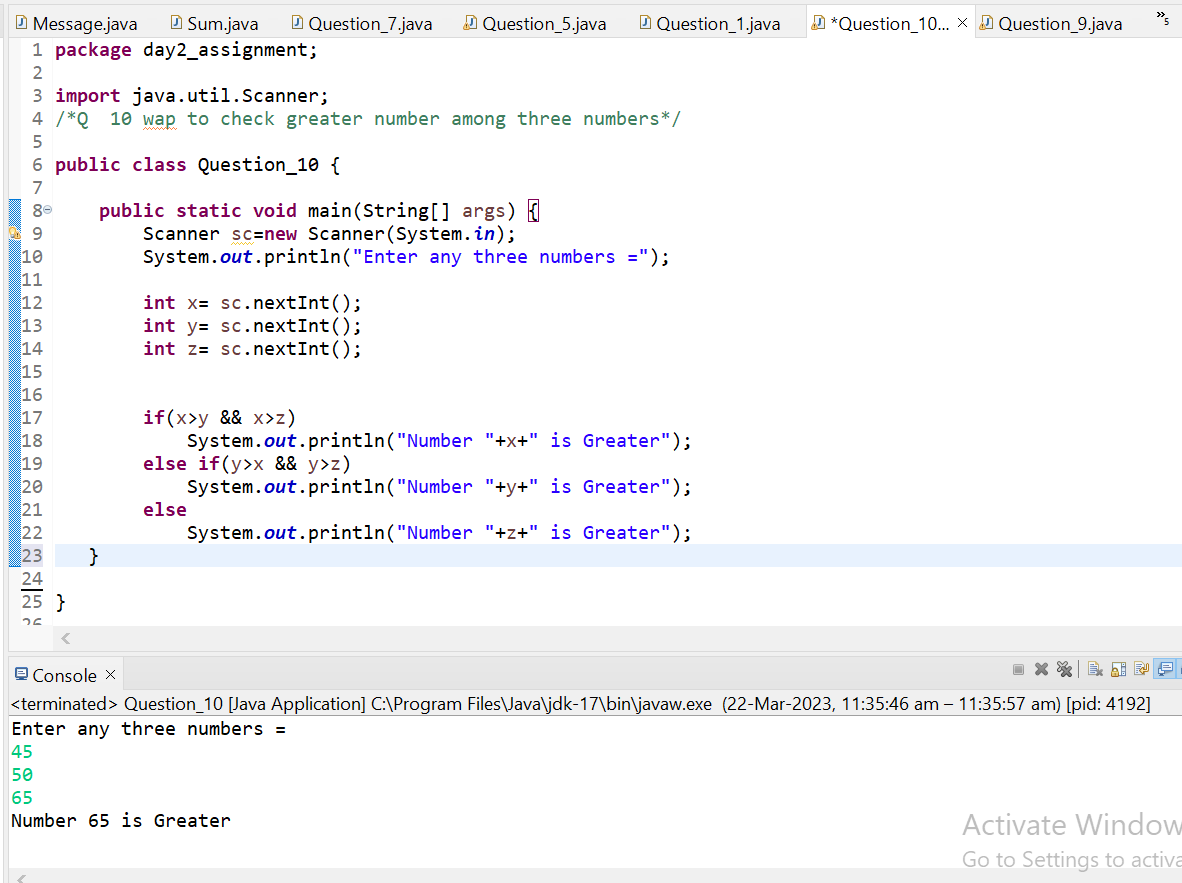 Message.java Sum.java Question_7.java Question_5.java Question_1.java *Question_10... Question_9.java »5
1 package day2_assignment;
2
3 import java.util.Scanner;
4 /*Q  10 wap to check greater number among three numbers*/
5
6 public class Question_10 {
7
8     public static void main(String[] args) {
9         Scanner sc=new Scanner(System.in);
10         System.out.println("Enter any three numbers =");
11
12         int x= sc.nextInt();
13         int y= sc.nextInt();
14         int z= sc.nextInt();
15
16
17         if(x>y && x>z)
18             System.out.println("Number "+x+" is Greater");
19         else if(y>x && y>z)
20             System.out.println("Number "+y+" is Greater");
21         else
22             System.out.println("Number "+z+" is Greater");
23    }
24
25 }
26
Console
<terminated> Question_10 [Java Application] C:\Program Files\Java\jdk-17\bin\javaw.exe (22-Mar-2023, 11:35:46 am – 11:35:57 am) [pid: 4192]
Enter any three numbers =
45
50
65
Number 65 is Greater
Activate Window
Go to Settings to activa